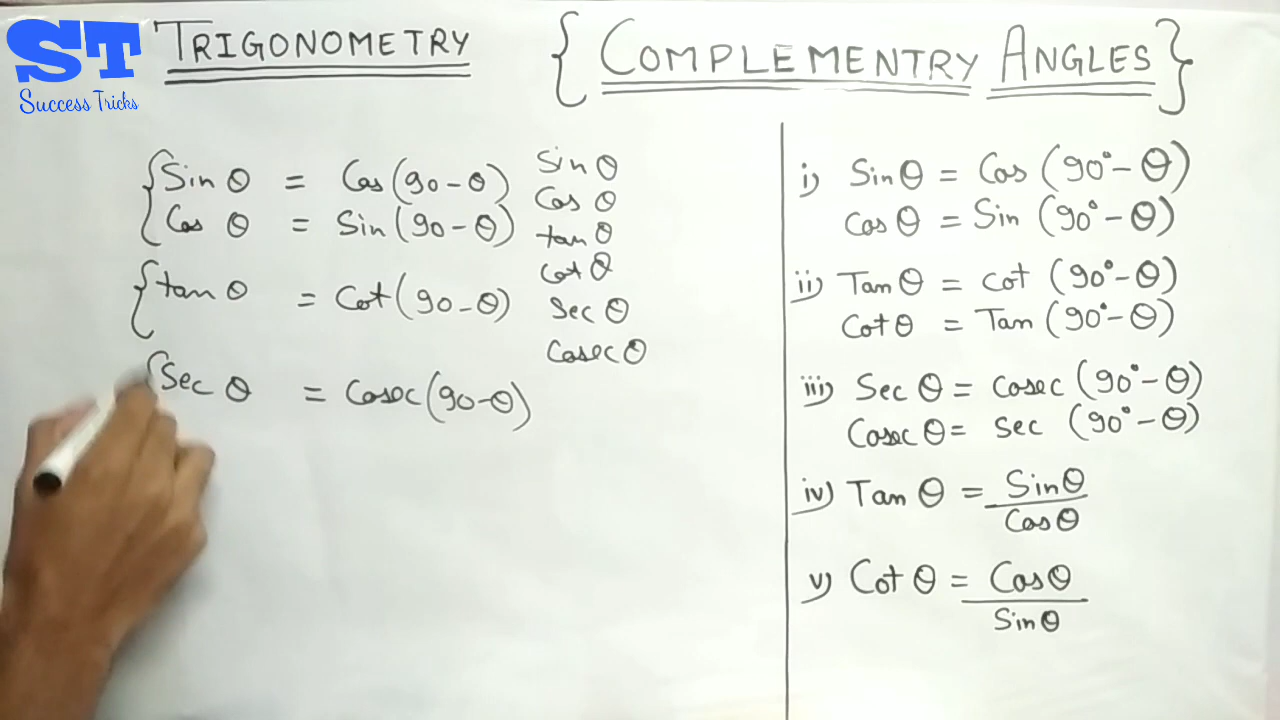 ST
Success Tricks
TRIGONOMETRY { COMPLEMENTRY ANGLES }
{ Sin θ = Cos (90 - θ)
Cos θ = Sin (90 - θ)
{ tan θ = Cot (90 - θ)
{ Sec θ = Cosec (90 - θ)
Sin θ
Cos θ
tan θ
Cot θ
Sec θ
Cosec θ
i) Sin θ = Cos (90° - θ)
Cos θ = Sin (90° - θ)
ii) Tan θ = Cot (90° - θ)
Cot θ = Tan (90° - θ)
iii) Sec θ = Cosec (90° - θ)
Cosec θ = Sec (90° - θ)
iv) Tan θ = Sin θ
Cos θ
v) Cot θ = Cos θ
Sin θ